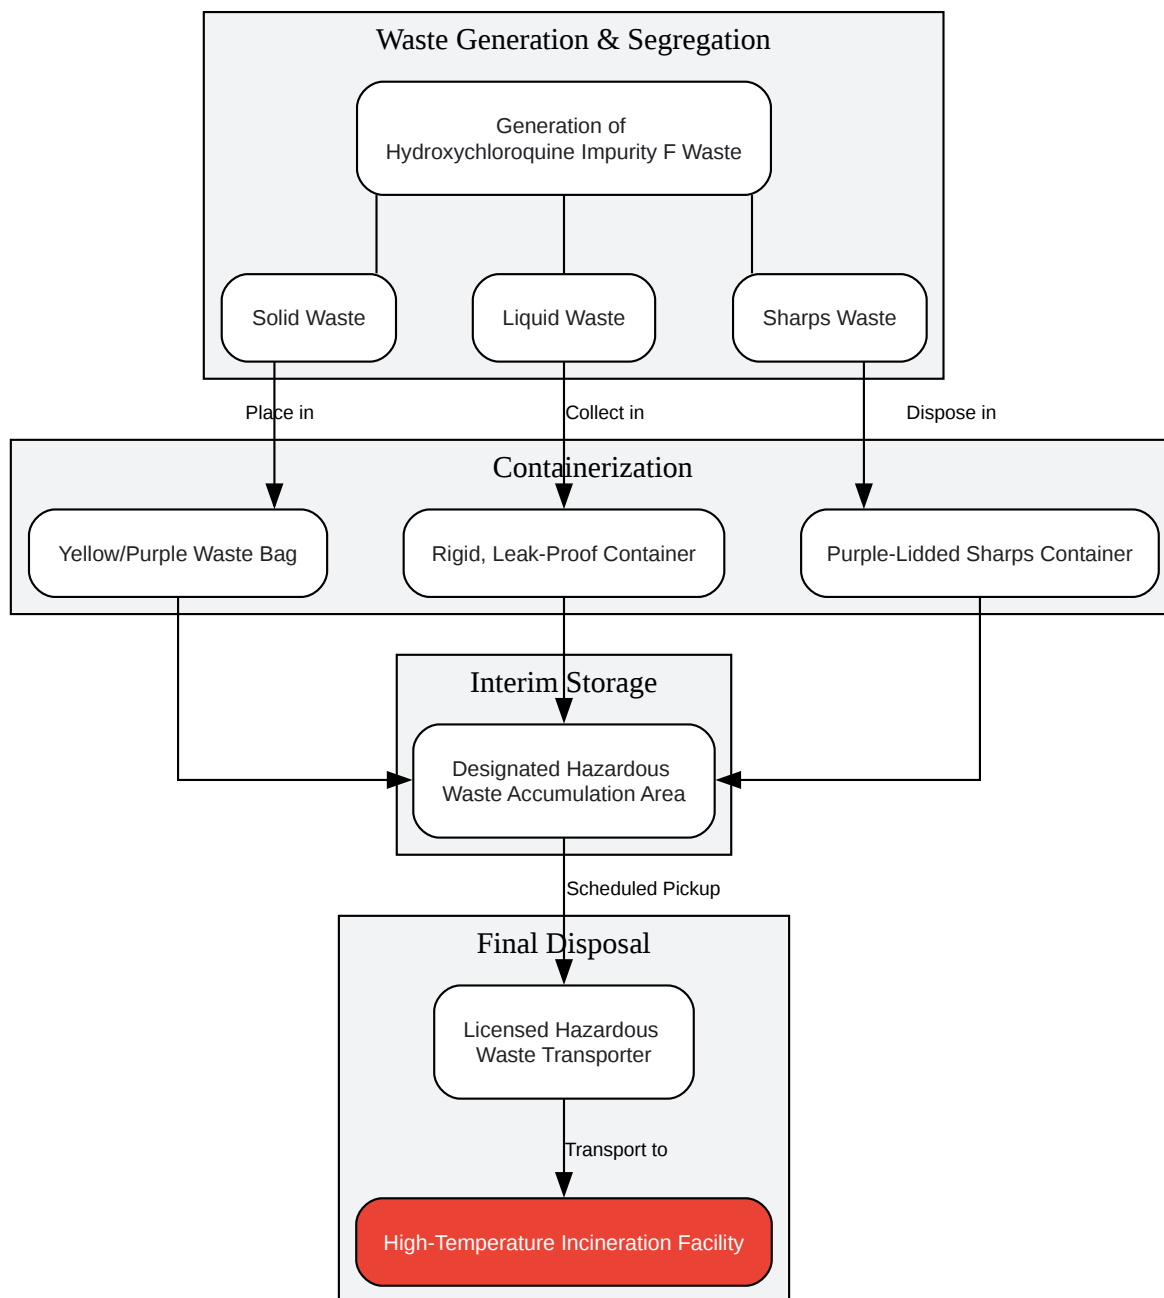 Waste Generation & Segregation
Generation of
Hydroxychloroquine Impurity F Waste
Solid Waste
Liquid Waste
Sharps Waste
Place in
Collect in
Dispose in
Containerization
Yellow/Purple Waste Bag
Rigid, Leak-Proof Container
Purple-Lidded Sharps Container
Interim Storage
Designated Hazardous
Waste Accumulation Area
Scheduled Pickup
Final Disposal
Licensed Hazardous
Waste Transporter
Transport to
High-Temperature Incineration Facility